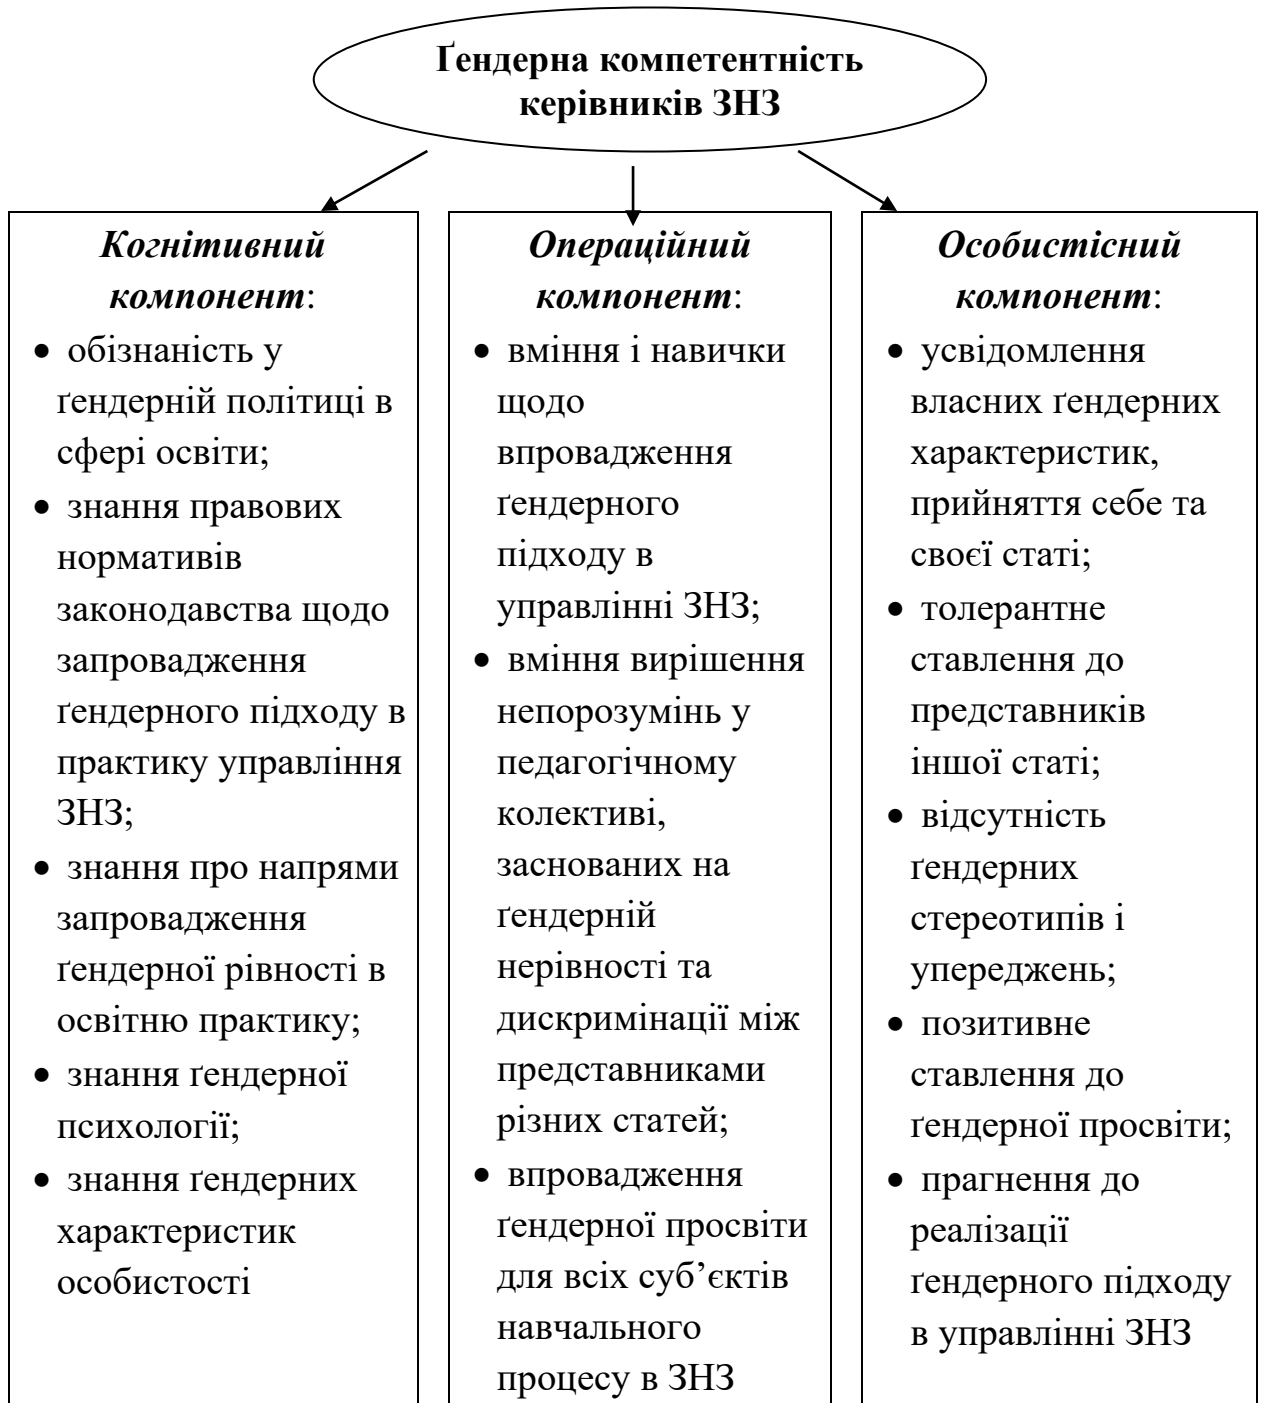 Ґендерна компетентність
керівників ЗНЗ
Когнітивний
компонент:
• обізнаність у
ґендерній політиці в
сфері освіти;
• знання правових
нормативів
законодавства щодо
запровадження
ґендерного підходу в
практику управління
ЗНЗ;
• знання про напрями
запровадження
ґендерної рівності в
освітню практику;
• знання ґендерної
психології;
• знання ґендерних
характеристик
особистості
Операційний
компонент:
• вміння і навички
щодо
впровадження
ґендерного
підходу в
управлінні ЗНЗ;
• вміння вирішення
непорозумінь у
педагогічному
колективі,
заснованих на
ґендерній
нерівності та
дискримінації між
представниками
різних статей;
• впровадження
ґендерної просвіти
для всіх суб’єктів
навчального
процесу в ЗНЗ
Особистісний
компонент:
• усвідомлення
власних ґендерних
характеристик,
прийняття себе та
своєї статі;
• толерантне
ставлення до
представників
іншої статі;
• відсутність
ґендерних
стереотипів і
упереджень;
• позитивне
ставлення до
ґендерної просвіти;
• прагнення до
реалізації
ґендерного підходу
в управлінні ЗНЗ